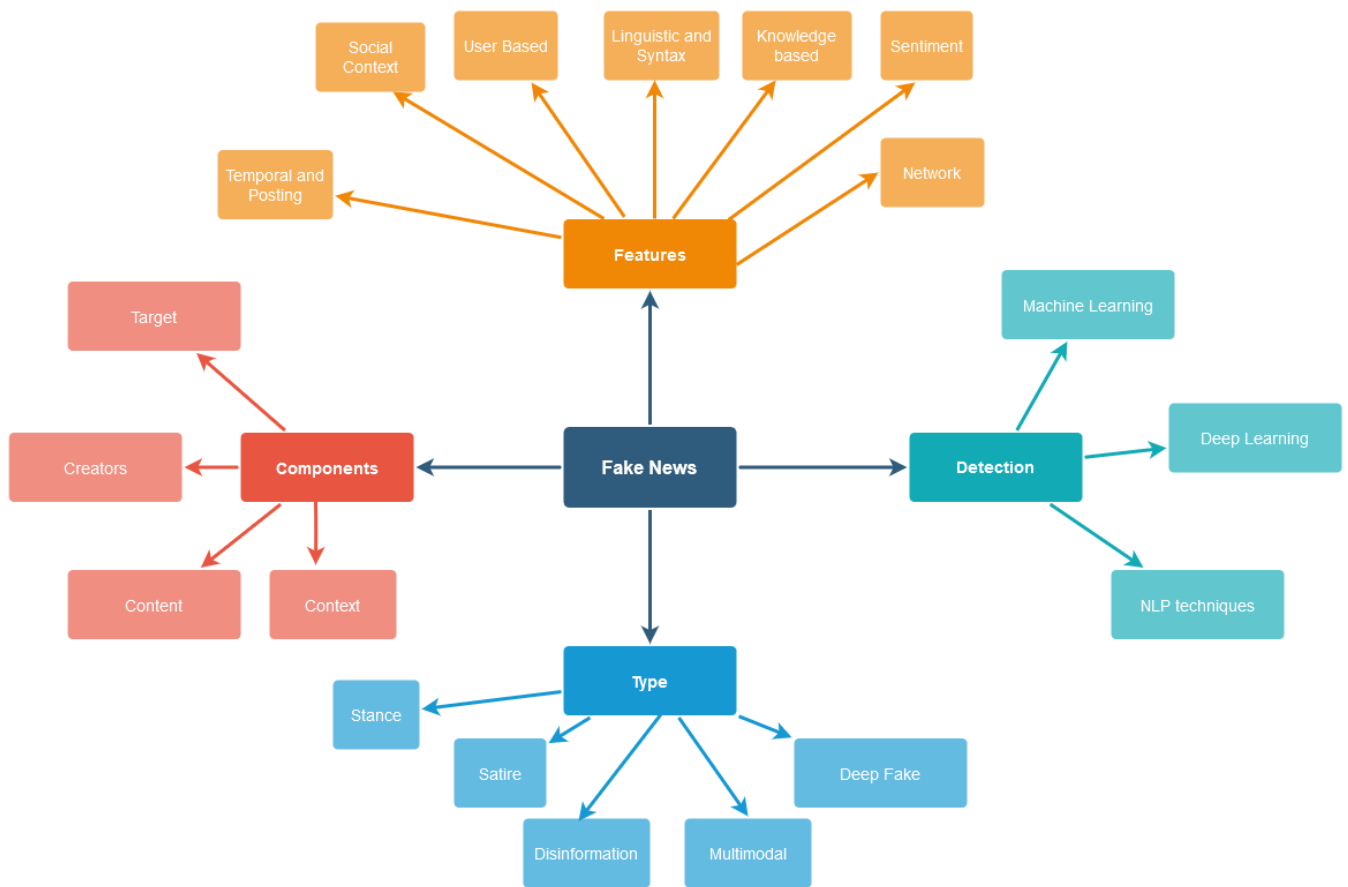 Social
Context
User Based
Linguistic and
Syntax
Knowledge
based
Sentiment
Temporal and
Posting
Network
Features
Target
Machine Learning
Creators
Components
Fake News
Detection
Deep Learning
Content
Context
NLP techniques
Type
Stance
Satire
Deep Fake
Disinformation
Multimodal